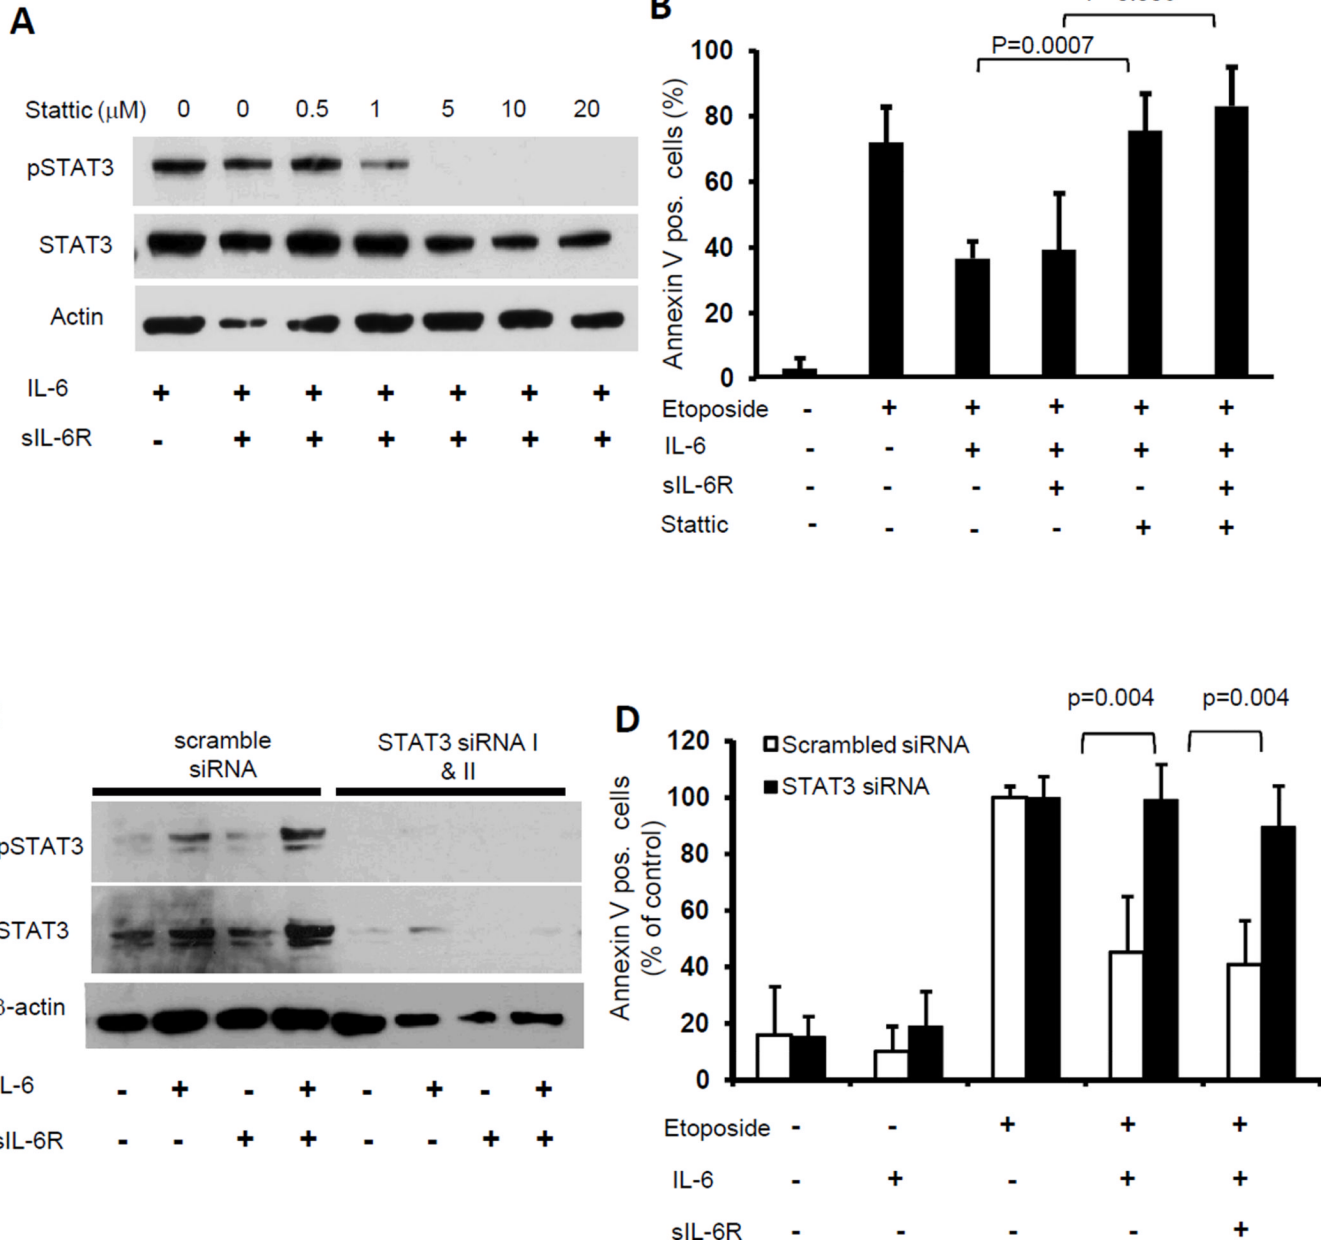 A
Stattic (μM) 0 0 0.5 1 5 10 20
pSTAT3
STAT3
Actin
IL-6 + + + + + + +
sIL-6R - + + + + + +
B
P=0.0007
Annexin V pos. cells (%)
100
80
60
40
20
0
Etoposide - + + + + +
IL-6 - - + + + +
sIL-6R - - - + - +
Stattic - - - - + +
scramble
siRNA
STAT3 siRNA I
& II
pSTAT3
STAT3
β-actin
L-6 - + - + - + - +
sIL-6R - - + + - - + +
D
p=0.004 p=0.004
Scrambled siRNA
STAT3 siRNA
Annexin V pos. cells
(% of control)
120
100
80
60
40
20
0
Etoposide - - + + +
IL-6 - + - + +
sIL-6R - - - - +